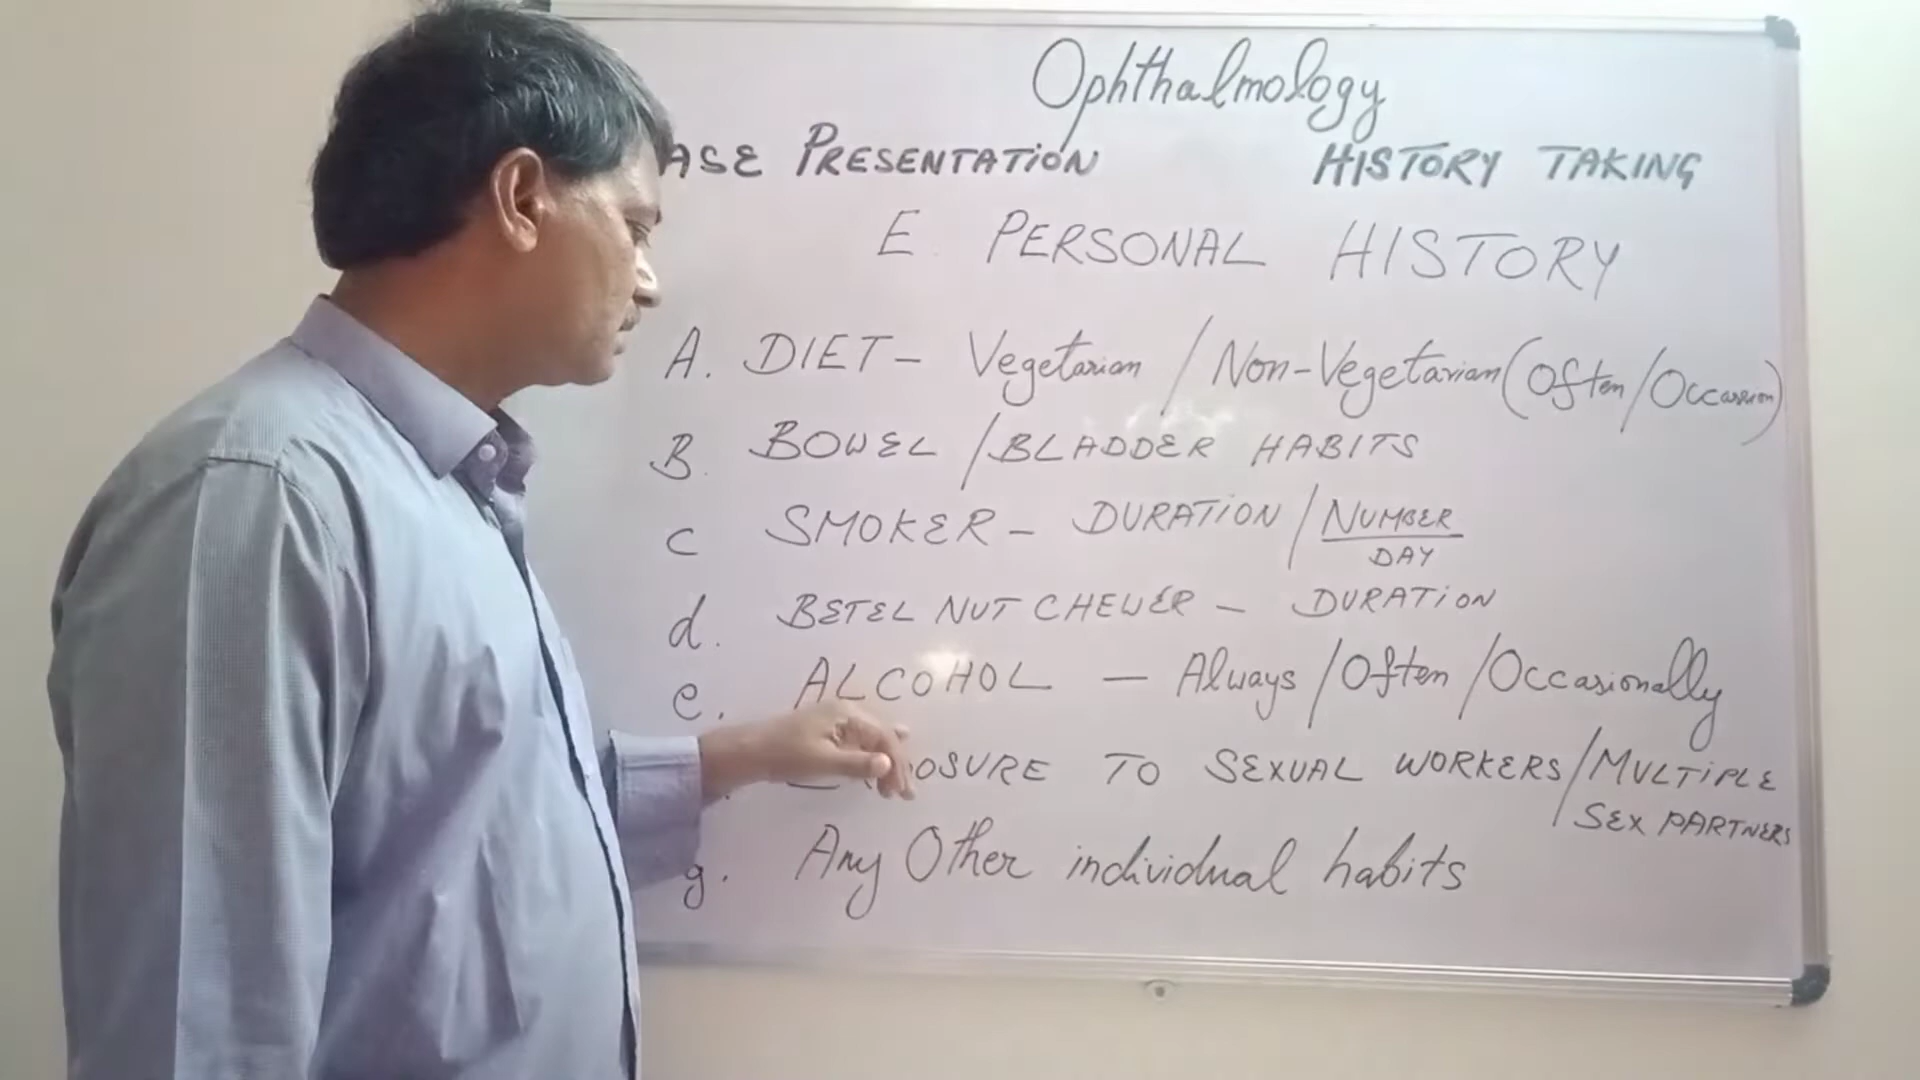 Ophthalmology
ASE PRESENTATION HISTORY TAKING
E. PERSONAL HISTORY
A. DIET - Vegetarian / Non-Vegetarian (Often/Occassion)
B. BOWEL / BLADDER HABITS
C SMOKER - DURATION / NUMBER
DAY
d. BETEL NUT CHEWER - DURATION
e. ALCOHOL - Always / Often / Occasionally
OSURE TO SEXUAL WORKERS / MULTIPLE
SEX PARTNERS
g. Any Other individual habits